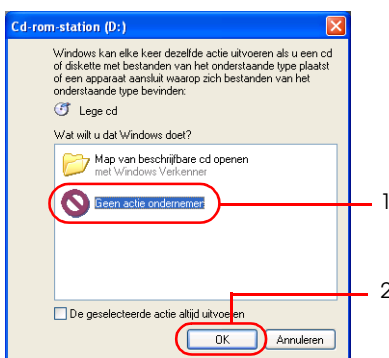 Cd-rom-station (D:)
Windows kan elke keer dezelfde actie uitvoeren als u een cd
of diskette met bestanden van het onderstaande type plaatst
of een apparaat aansluit waarop zich bestanden van het
onderstaande type bevinden:
Lege cd
Wat wilt u dat Windows doet?
Map van beschrijfbare cd openen
met Windows Verkenner
Geen actie ondernemen
1
De geselecteerde actie altijd uitvoeren
2
OK
Annuleren